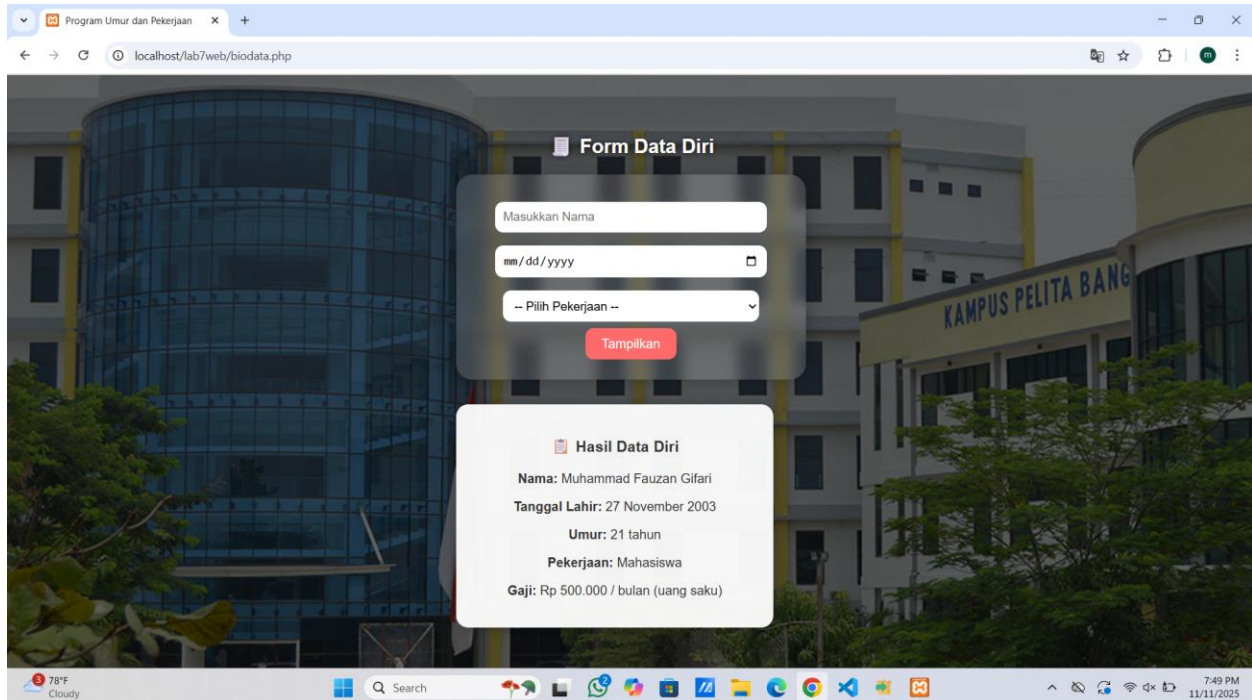 Program Umur dan Pekerjaan
localhost/lab7web/biodata.php
m
Form Data Diri
Masukkan Nama
mm/dd/yyyy
-- Pilih Pekerjaan --
Tampilkan
KAMPUS PELITA BANG
Hasil Data Diri
Nama: Muhammad Fauzan Gifari
Tanggal Lahir: 27 November 2003
Umur: 21 tahun
Pekerjaan: Mahasiswa
Gaji: Rp 500.000 / bulan (uang saku)
3
78°F
Cloudy
Search
7:49 PM
11/11/2025